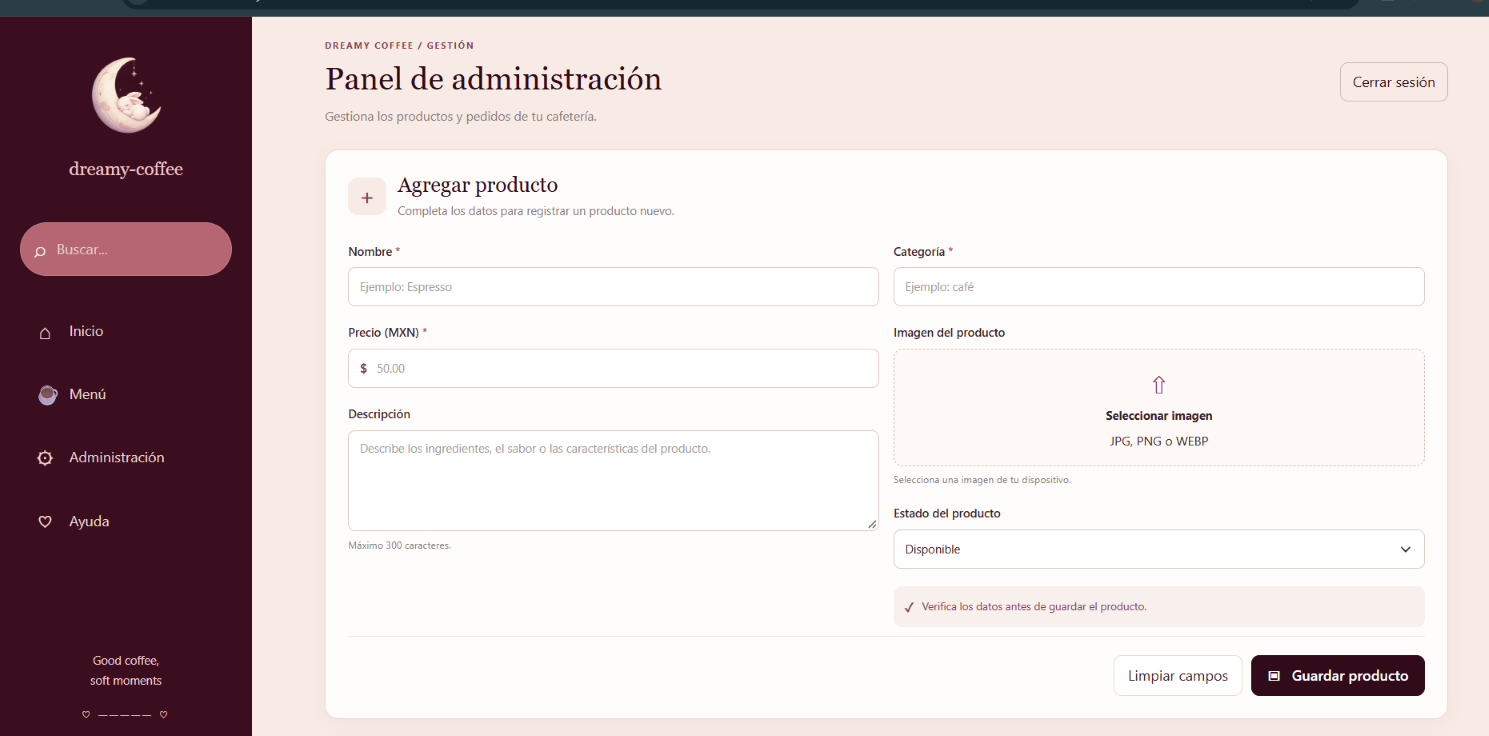 dreamy-coffee
Buscar...
Inicio
Menú
Administración
Ayuda
Good coffee,
soft moments
DREAMY COFFEE / GESTIÓN
Panel de administración
Gestiona los productos y pedidos de tu cafetería.
Cerrar sesión
+
Agregar producto
Completa los datos para registrar un producto nuevo.
Nombre *
Ejemplo: Espresso
Categoría *
Ejemplo: café
Precio (MXN) *
$ 50.00
Imagen del producto
Seleccionar imagen
JPG, PNG o WEBP
Selecciona una imagen de tu dispositivo.
Descripción
Describe los ingredientes, el sabor o las características del producto.
Máximo 300 caracteres.
Estado del producto
Disponible
✓ Verifica los datos antes de guardar el producto.
Limpiar campos
Guardar producto